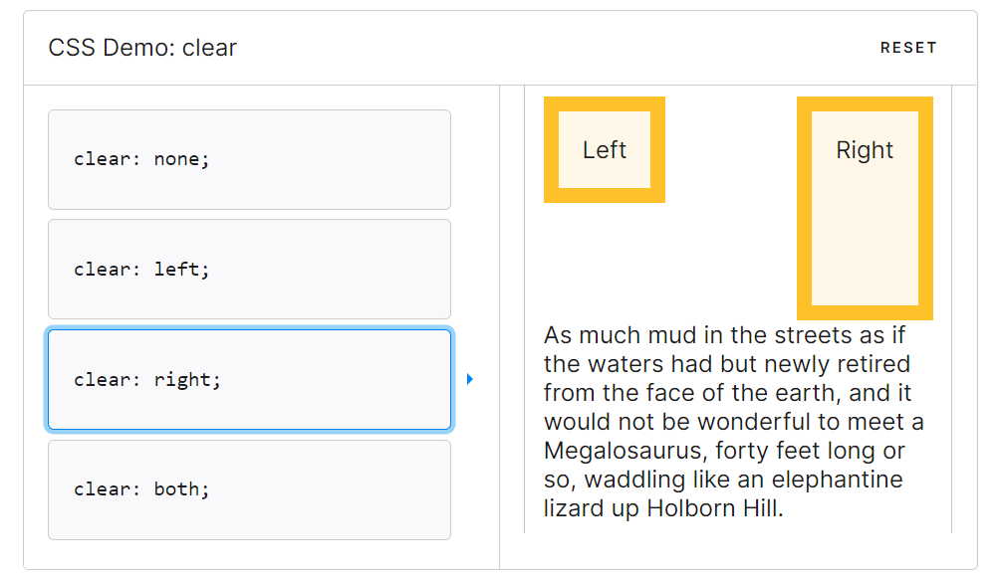 CSS Demo: clear
RESET
clear: none;
clear: left;
clear: right;
clear: both;
Left
Right
As much mud in the streets as if
the waters had but newly retired
from the face of the earth, and it
would not be wonderful to meet a
Megalosaurus, forty feet long or
so, waddling like an elephantine
lizard up Holborn Hill.